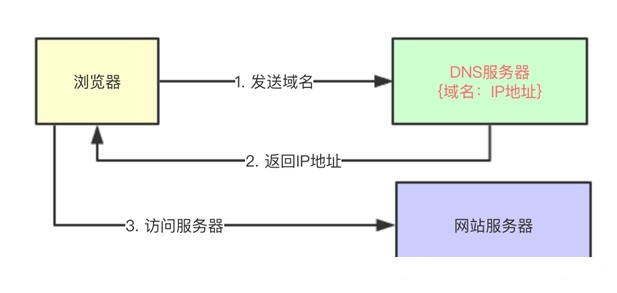 浏览器
1. 发送域名
DNS服务器
{域名：IP地址}
2. 返回IP地址
3. 访问服务器
网站服务器